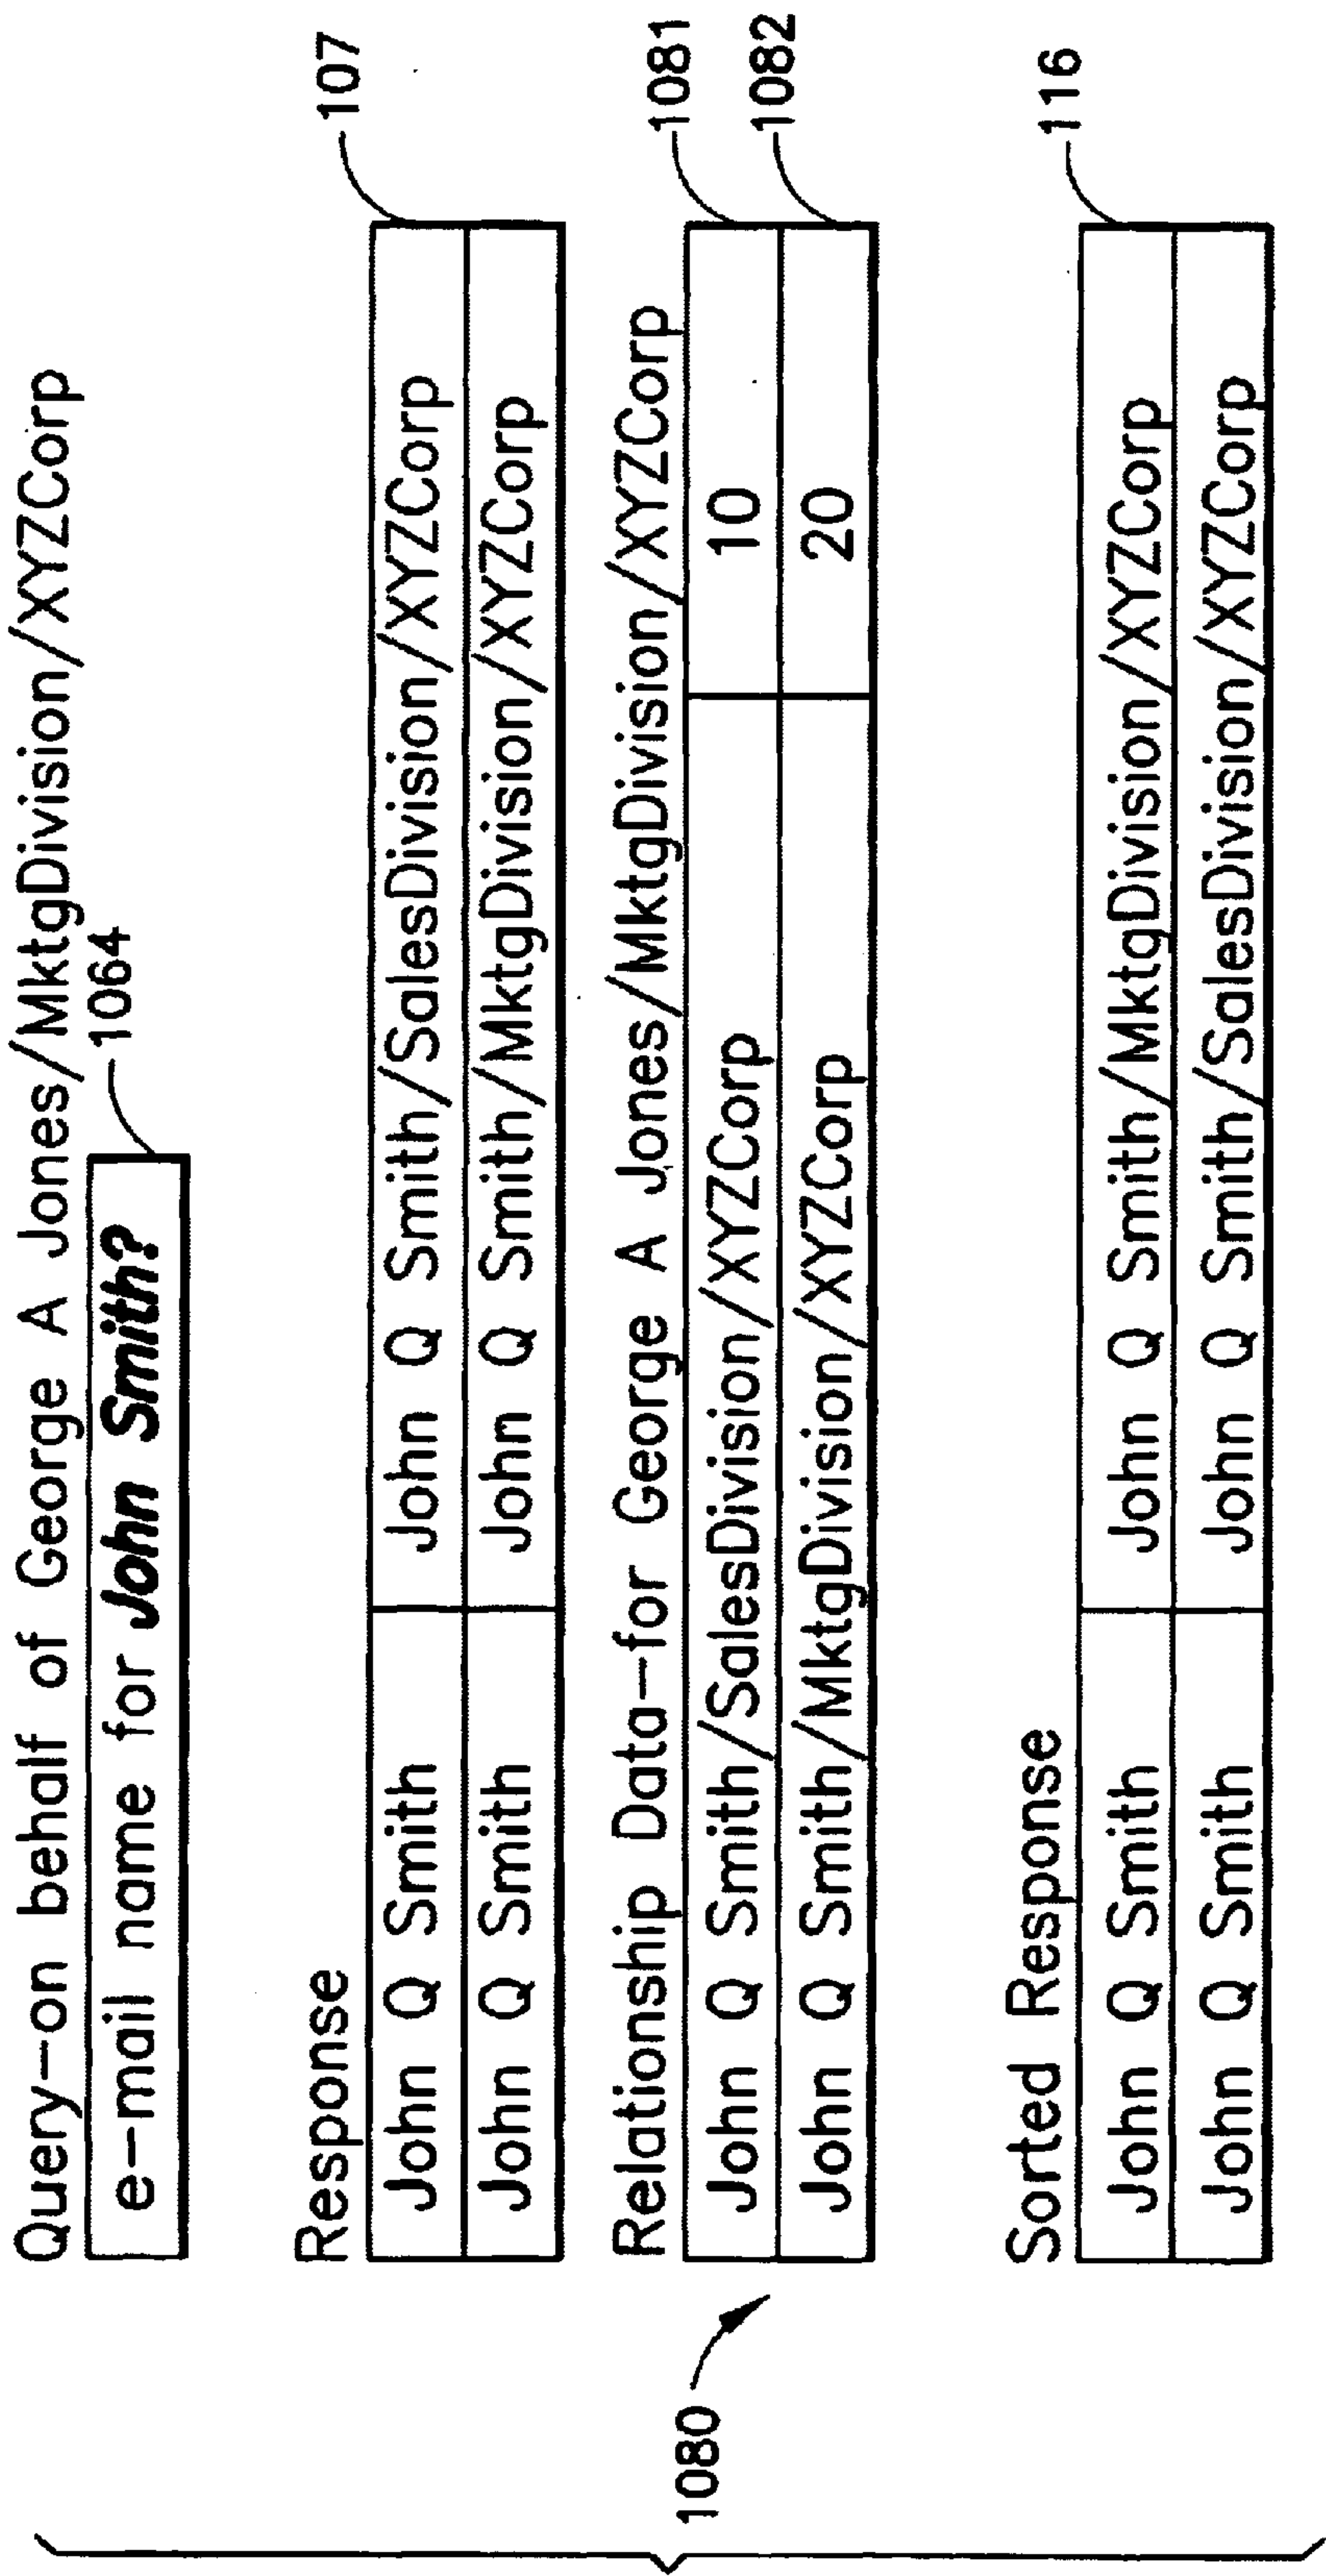 Query-on behalf of George A Jones/MktgDivision/XYZCorp
e-mail name for John Smith?
1064
Response
107
John Q Smith John Q Smith/SalesDivision/XYZCorp
John Q Smith John Q Smith/MktgDivision/XYZCorp
Relationship Data-for George A Jones/MktgDivision/XYZCorp
John Q Smith/SalesDivision/XYZCorp 10 1081
John Q Smith/MktgDivision/XYZCorp 20 1082
1080
Sorted Response
116
John Q Smith John Q Smith/MktgDivision/XYZCorp
John Q Smith John Q Smith/SalesDivision/XYZCorp